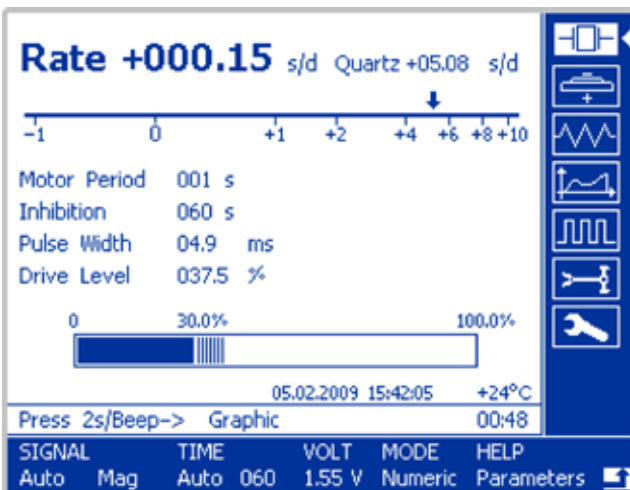 Rate +000.15 s/d Quartz +05.08 s/d
-1 0 +1 +2 +4 +6 +8 +10
Motor Period 001 s
Inhibition 060 s
Pulse Width 04.9 ms
Drive Level 037.5 %
0 30.0% 100.0%
05.02.2009 15:42:05 +24°C
Press 2s/Beep-> Graphic 00:48
SIGNAL TIME VOLT MODE HELP
Auto Mag Auto 060 1.55 V Numeric Parameters